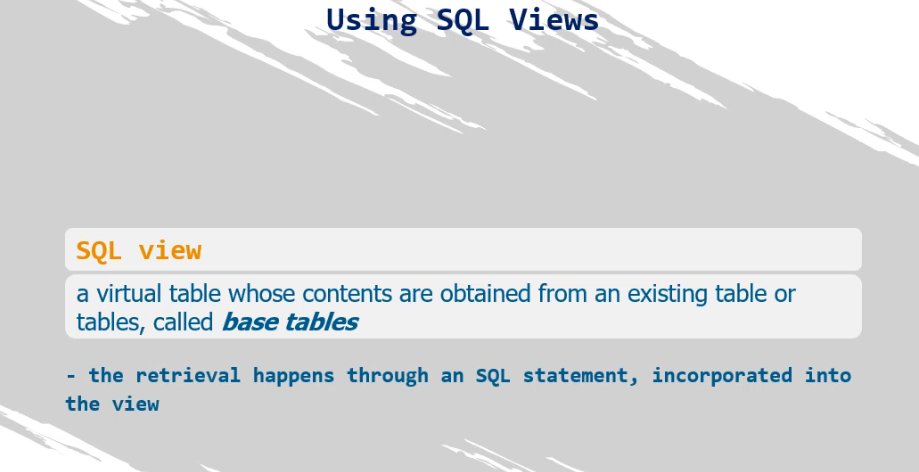 Using SQL Views
SQL view
a virtual table whose contents are obtained from an existing table or
tables, called base tables
- the retrieval happens through an SQL statement, incorporated into
the view